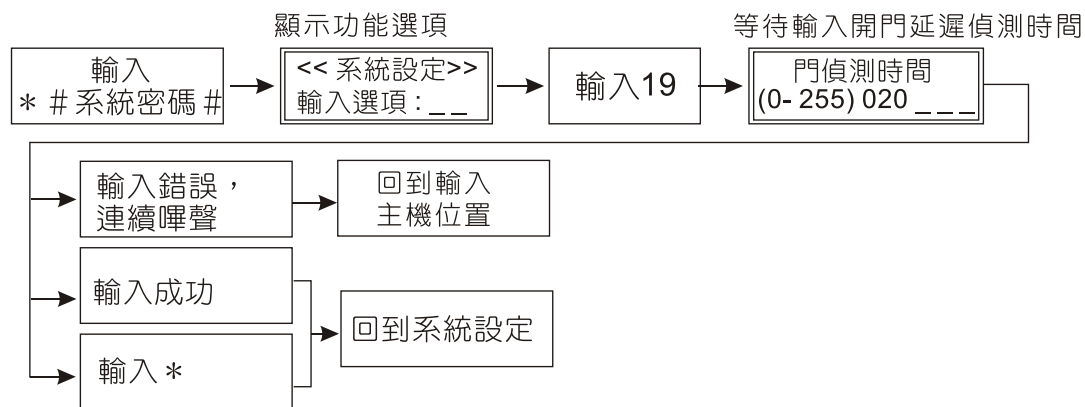 顯示功能選項
等待輸入開門延遲偵測時間
輸入
＊＃系統密碼＃
<< 系統設定>>
輸入選項：_ _
輸入19
門偵測時間
(0- 255) 020 _ _ _
輸入錯誤，
連續嗶聲
回到輸入
主機位置
輸入成功
回到系統設定
輸入＊